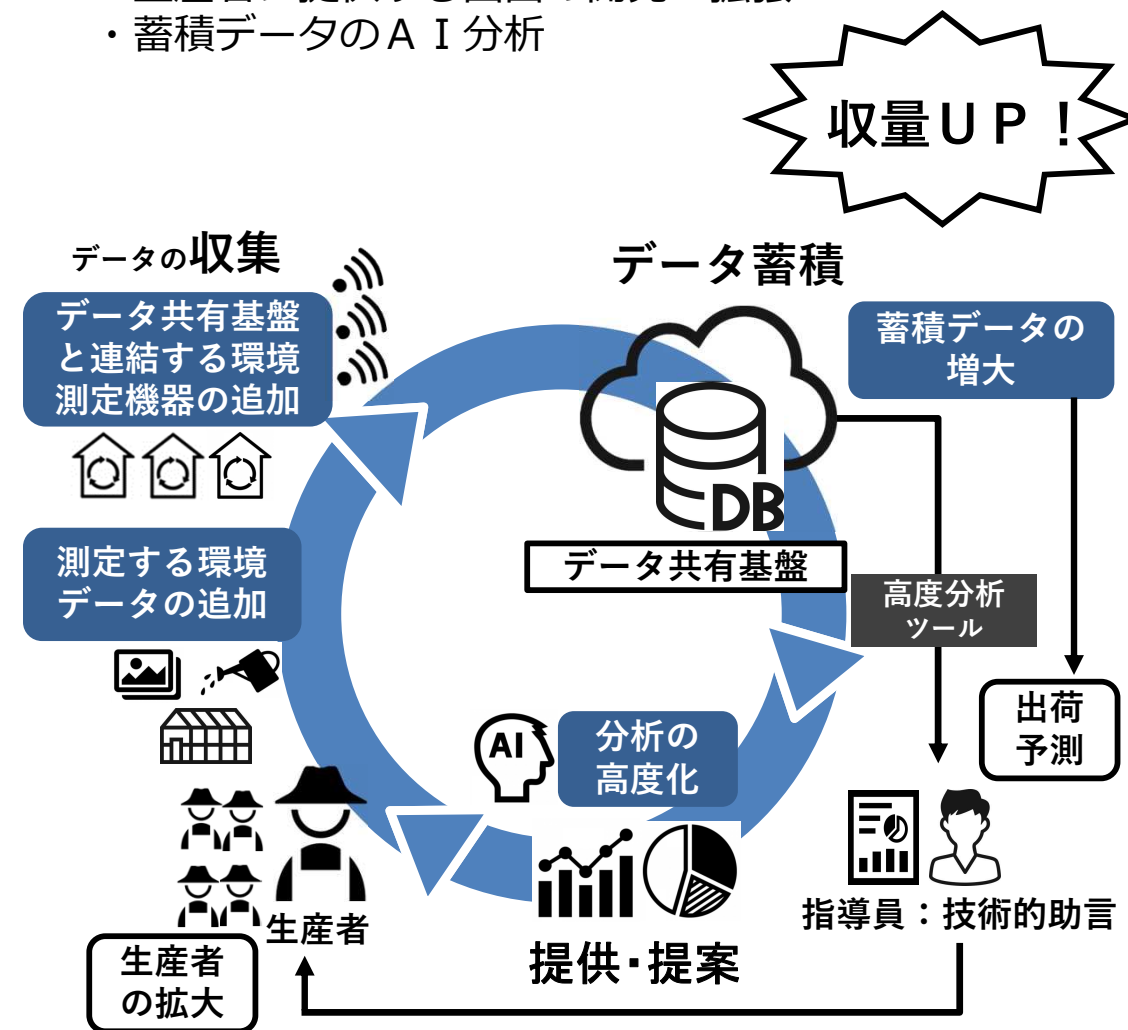 ・蓄積データのＡＩ分析
収量ＵＰ！
データの収集
データ共有基盤
と連結する環境
測定機器の追加
データ蓄積
蓄積データの
増大
DB
データ共有基盤
測定する環境
データの追加
高度分析
ツール
出荷
予測
AI
分析の
高度化
生産者
指導員：技術的助言
提供・提案
生産者
の拡大